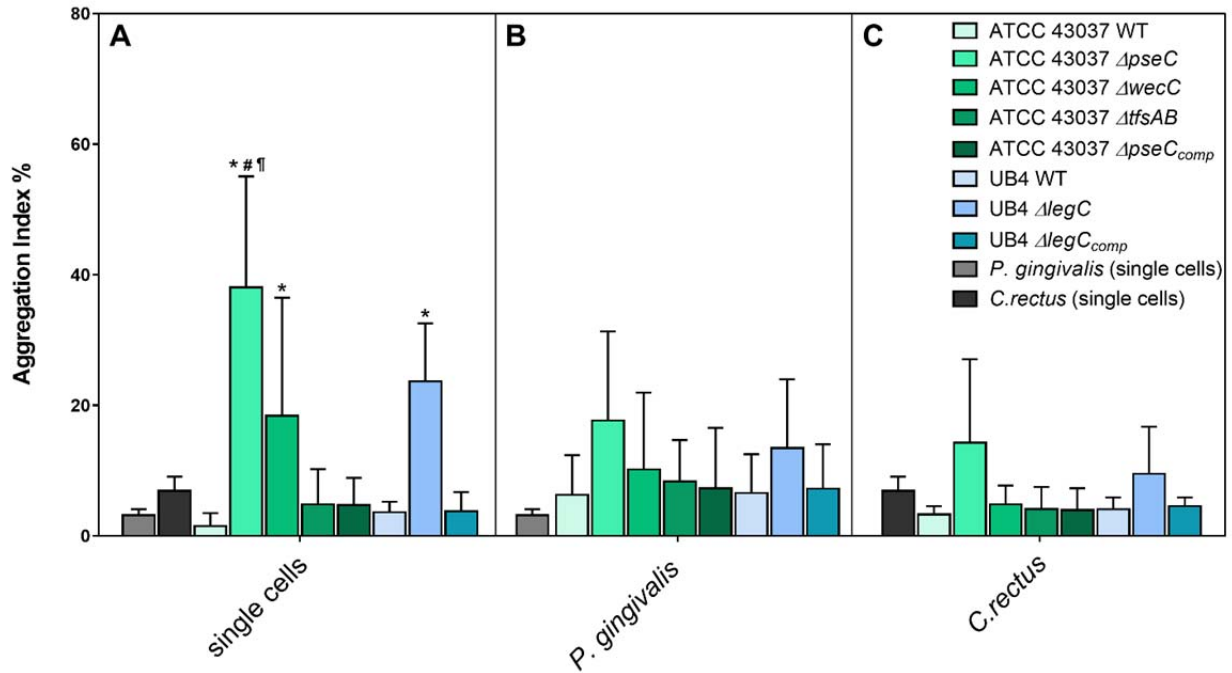 Aggregation Index %
80
60
40
20
0
A
* # ¶
*
*
single cells
B
P. gingivalis
C
C.rectus
ATCC 43037 WT
ATCC 43037 ΔpseC
ATCC 43037 ΔwecC
ATCC 43037 ΔtfsAB
ATCC 43037 ΔpseCcomp
UB4 WT
UB4 ΔlegC
UB4 ΔlegCcomp
P. gingivalis (single cells)
C.rectus (single cells)